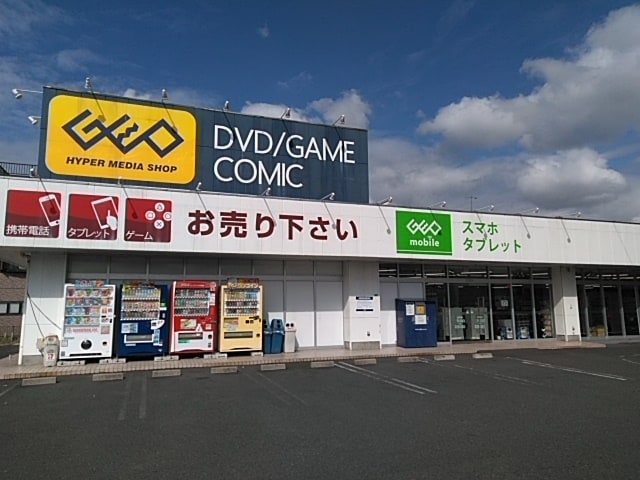 GEO
HYPER MEDIA SHOP
DVD/GAME
COMIC
携帯電話
タブレット
ゲーム
お売り下さい
GEO
mobile
スマホ
タブレット